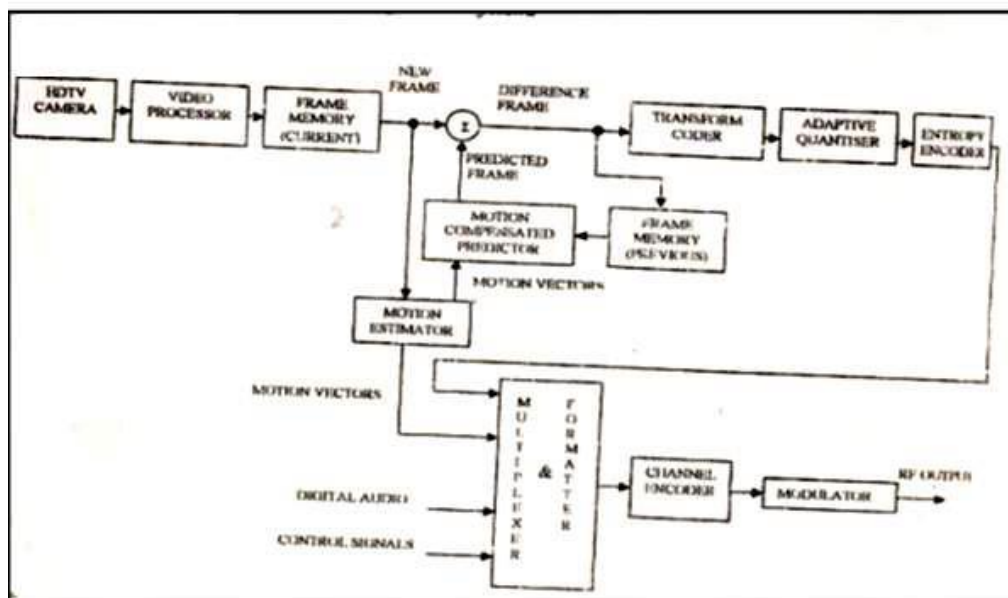 HDTV
CAMERA
VIDEO
PROCESSOR
FRAME
MEMORY
(CURRENT)
NEW
FRAME
Σ
DIFFERENCE
FRAME
TRANSFORM
CODER
ADAPTIVE
QUANTISER
ENTROPY
ENCODER
PREDICTED
FRAME
2
MOTION
COMPENSATED
PREDICTOR
FRAME
MEMORY
(PREVIOUS)
MOTION VECTORS
MOTION
ESTIMATOR
MOTION VECTORS
DIGITAL AUDIO
CONTROL SIGNALS
MULTIPLEXER
&
FORMATTER
CHANNEL
ENCODER
MODULATOR
RF OUTPUT